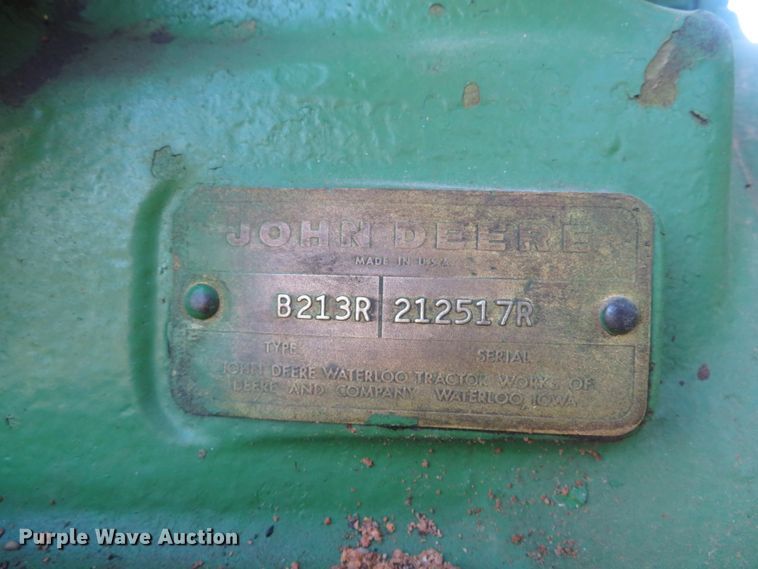 JOHN DEERE
MADE IN U.S.A.
B213R 212517R
TYPE SERIAL
JOHN DEERE WATERLOO TRACTOR WORKS OF
DEERE AND COMPANY WATERLOO, IOWA
Purple Wave Auction®